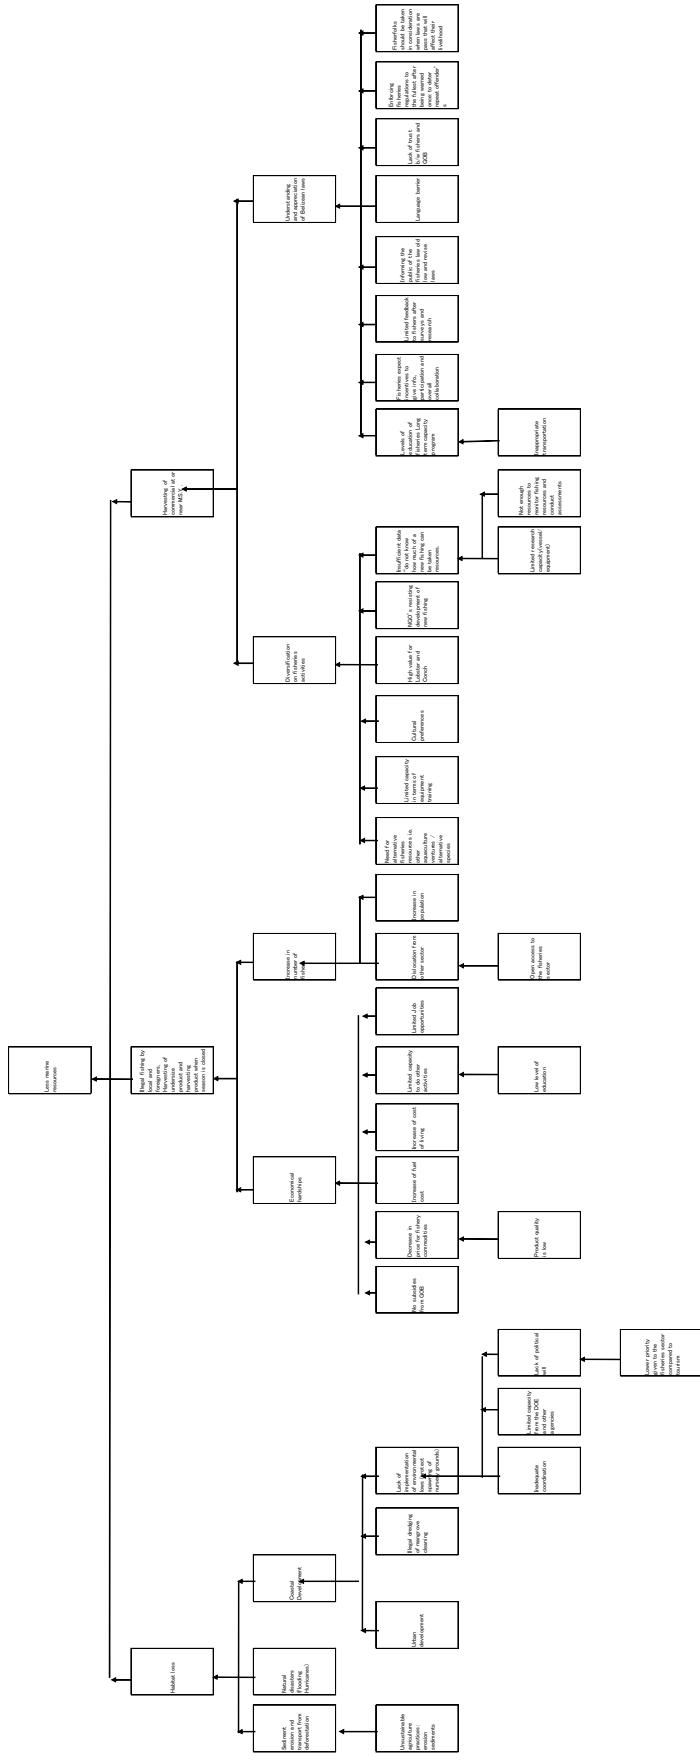 Less marine
resources
Habitat loss
Illegal fishing by
local and
foreigners,
Harvesting of
undersize
product and
harvesting
product when
season is closed
Harvesting of
commercial at or
near M.S.Y.
Sediment
erosion and
transport from
deforestation
Natural
disasters
(Flooding
Hurricanes)
Coastal
Development
Economical
hardships
Increase in
number of
fishers
Diversification
on fisheries
activities
Understanding
and appreciation
of Belizean laws
Unsustainable
agriculture
practices:
erosion
sediments
Urban
development
Illegal dredging
of mangrove
cleaning
Lack of
implementation
of environmental
laws (protect
spawning of
nursery grounds)
No subsidies
from GOB
Decrease in
price for fishery
commodities
Increase of fuel
cost
Increase of cost
of living
Limited capacity
to do other
activities
Limited Job
opportunities
Dislocation from
other sector
Increase in
population
Need for
alternative
fisheries
resources ie.
other
aquaculture
ventures /
alternative
species
Limited capacity
in terms of
equipment
training
Cultural
preferences
High value for
Lobster and
Conch
NGO's resisting
development of
new fishing
Insufficient data
"do not know
how much of a
new fishing can
be taken
resources.
Levels of
education of
fisheries Long
term capacity
program
Fisheries expect
incentives to
give info,
participation and
overall
collaboration
Limited feedback
to fishers after
surveys and
research
Informing the
public of the
fisheries law old
low and revise
laws
Language barrier
Lack of trust
b/w fishers and
GOB
Enforcing
fisheries
regulations to
the fullest after
being warned
once: to deter
repeat offender'
s
Fisherfolks
should be taken
in consideration
when laws are
pass that will
affect their
livelihood
Inadequate
coordination
Limited capacity
from the DOE
and other
agencies
Lack of political
will
Product quality
is low
Low level of
education
Open access to
the fisheries
sector
Limited research
capacity(vessel/
equipment)
Not enough
resources to
monitor fishing
resources and
conduct
assessments
Inappropriate
transportation
Lower priority
given to the
fisheries sector
compared to
tourism